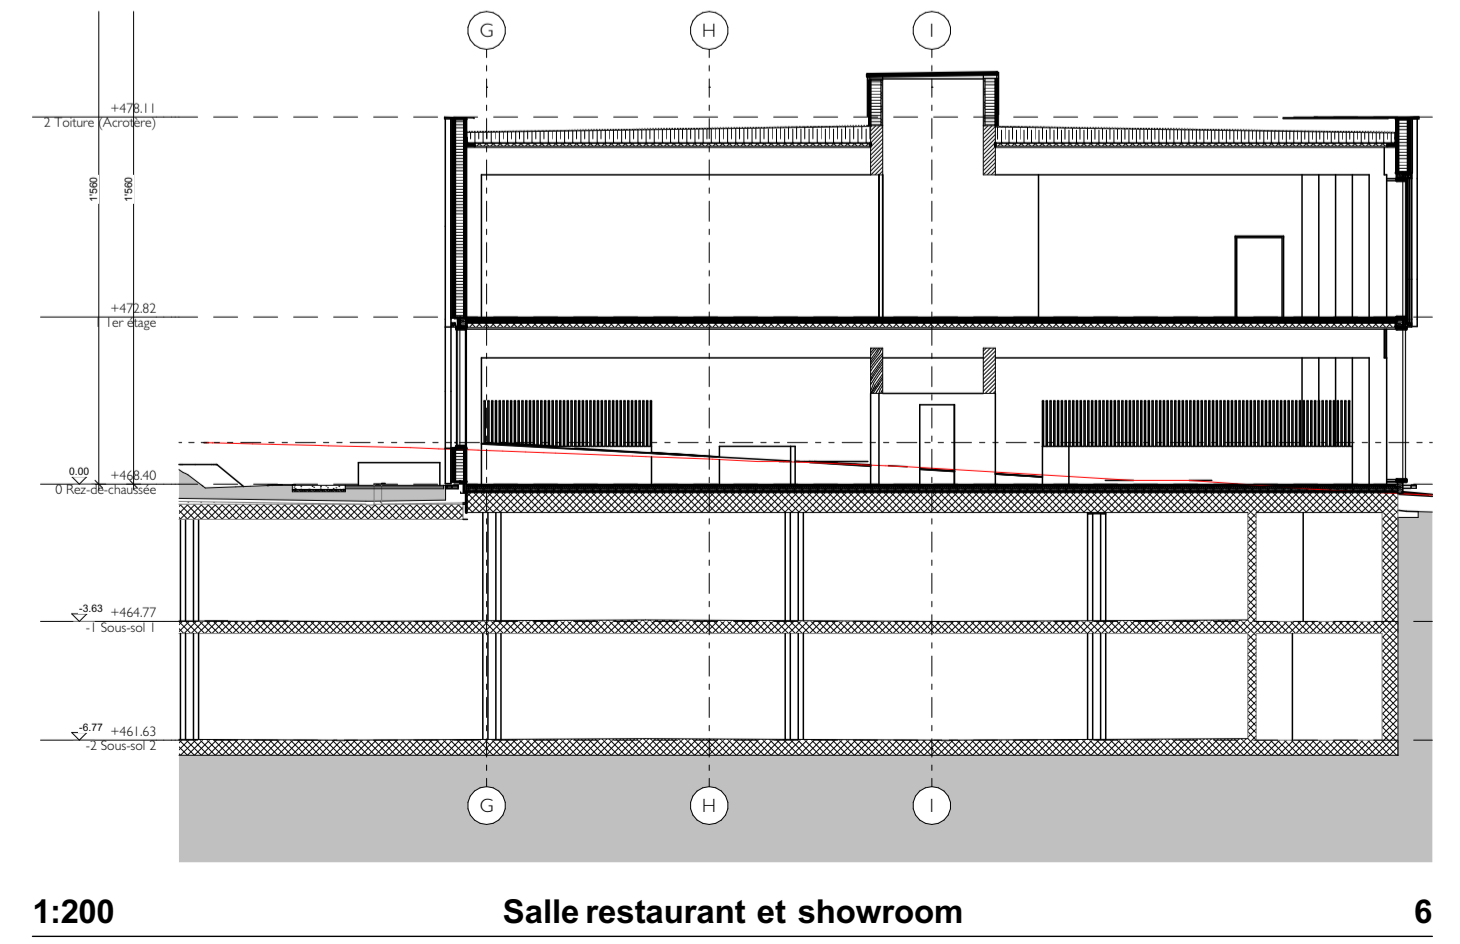 G H I
+478.11
2 Toiture (Acrotère)
1'560 1'560
+472.82
1 1er étage
0.00 +468.40
0 Rez-de-chaussée
-3.63 +464.77
-1 Sous-sol 1
-6.77 +461.63
-2 Sous-sol 2
G H I
1:200 Salle restaurant et showroom 6